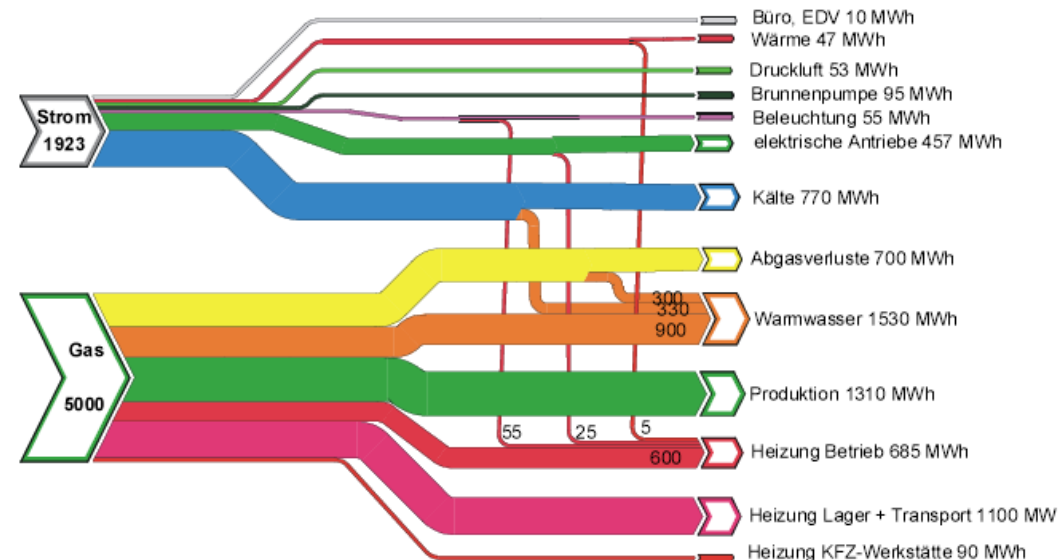 Büro, EDV 10 MWh
Wärme 47 MWh
Druckluft 53 MWh
Brunnenpumpe 95 MWh
Beleuchtung 55 MWh
elektrische Antriebe 457 MWh
Strom
1923
Kälte 770 MWh
Abgasverluste 700 MWh
300
330
900
Warmwasser 1530 MWh
Gas
5000
Produktion 1310 MWh
55
25
5
600
Heizung Betrieb 685 MWh
Heizung Lager + Transport 1100 MW
Heizung KFZ-Werkstätte 90 MWh